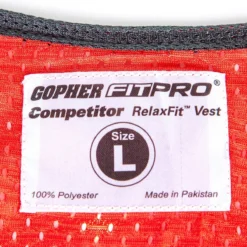 GOPHER FITPRO®
Competitor RelaxFit™ Vest
Size
L
100% Polyester Made in Pakistan